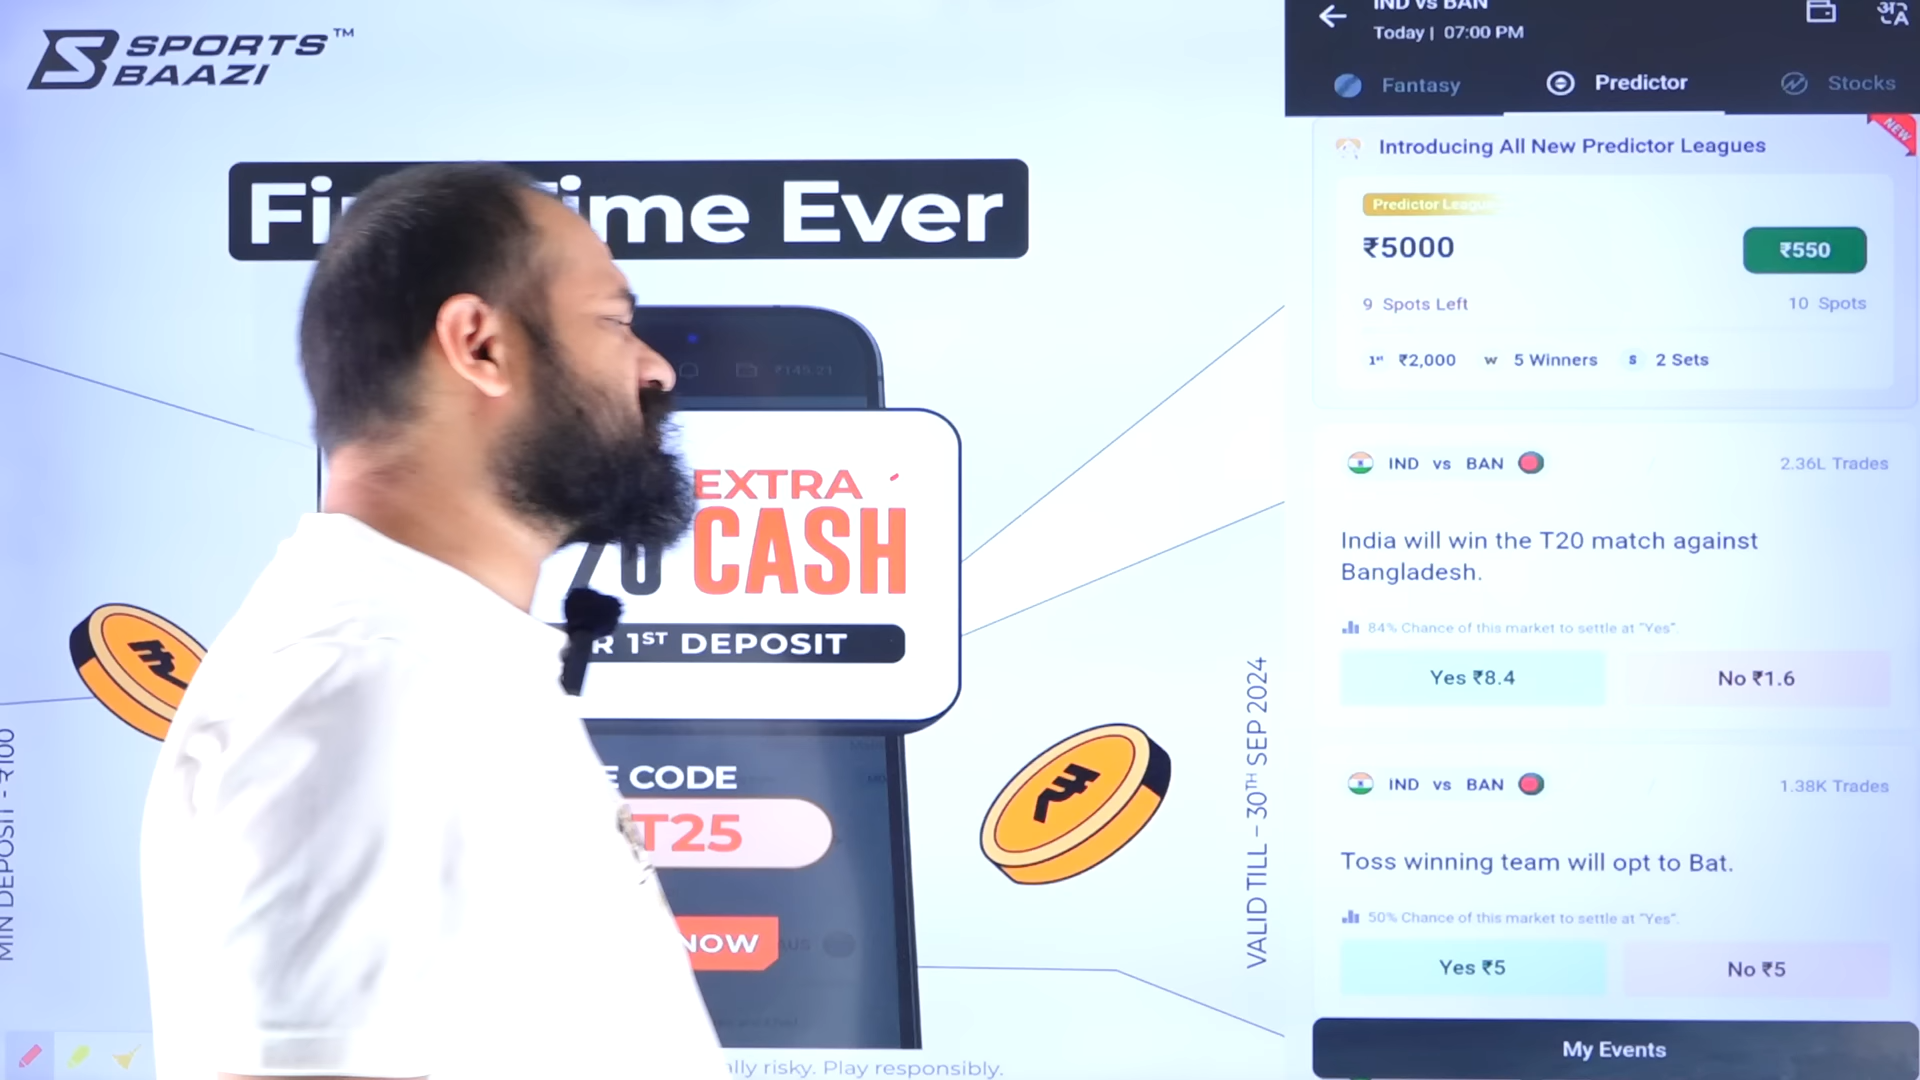 SPORTS™
BAAZI
Ever
EXTRA
CASH
1ST DEPOSIT
CODE
T25
NOW
risky. Play responsibly.
MIN DEPOSIT - ₹100
VALID TILL – 30TH SEP 2024
IND vs BAN
Today | 07:00 PM
Fantasy
Predictor
Stocks
NEW
Introducing All New Predictor Leagues
Predictor League
₹5000
₹550
9 Spots Left
10 Spots
1st ₹2,000 W 5 Winners S 2 Sets
IND vs BAN
2.36L Trades
India will win the T20 match against
Bangladesh.
84% Chance of this market to settle at "Yes".
Yes ₹8.4
No ₹1.6
IND vs BAN
1.38K Trades
Toss winning team will opt to Bat.
50% Chance of this market to settle at "Yes".
Yes ₹5
No ₹5
My Events